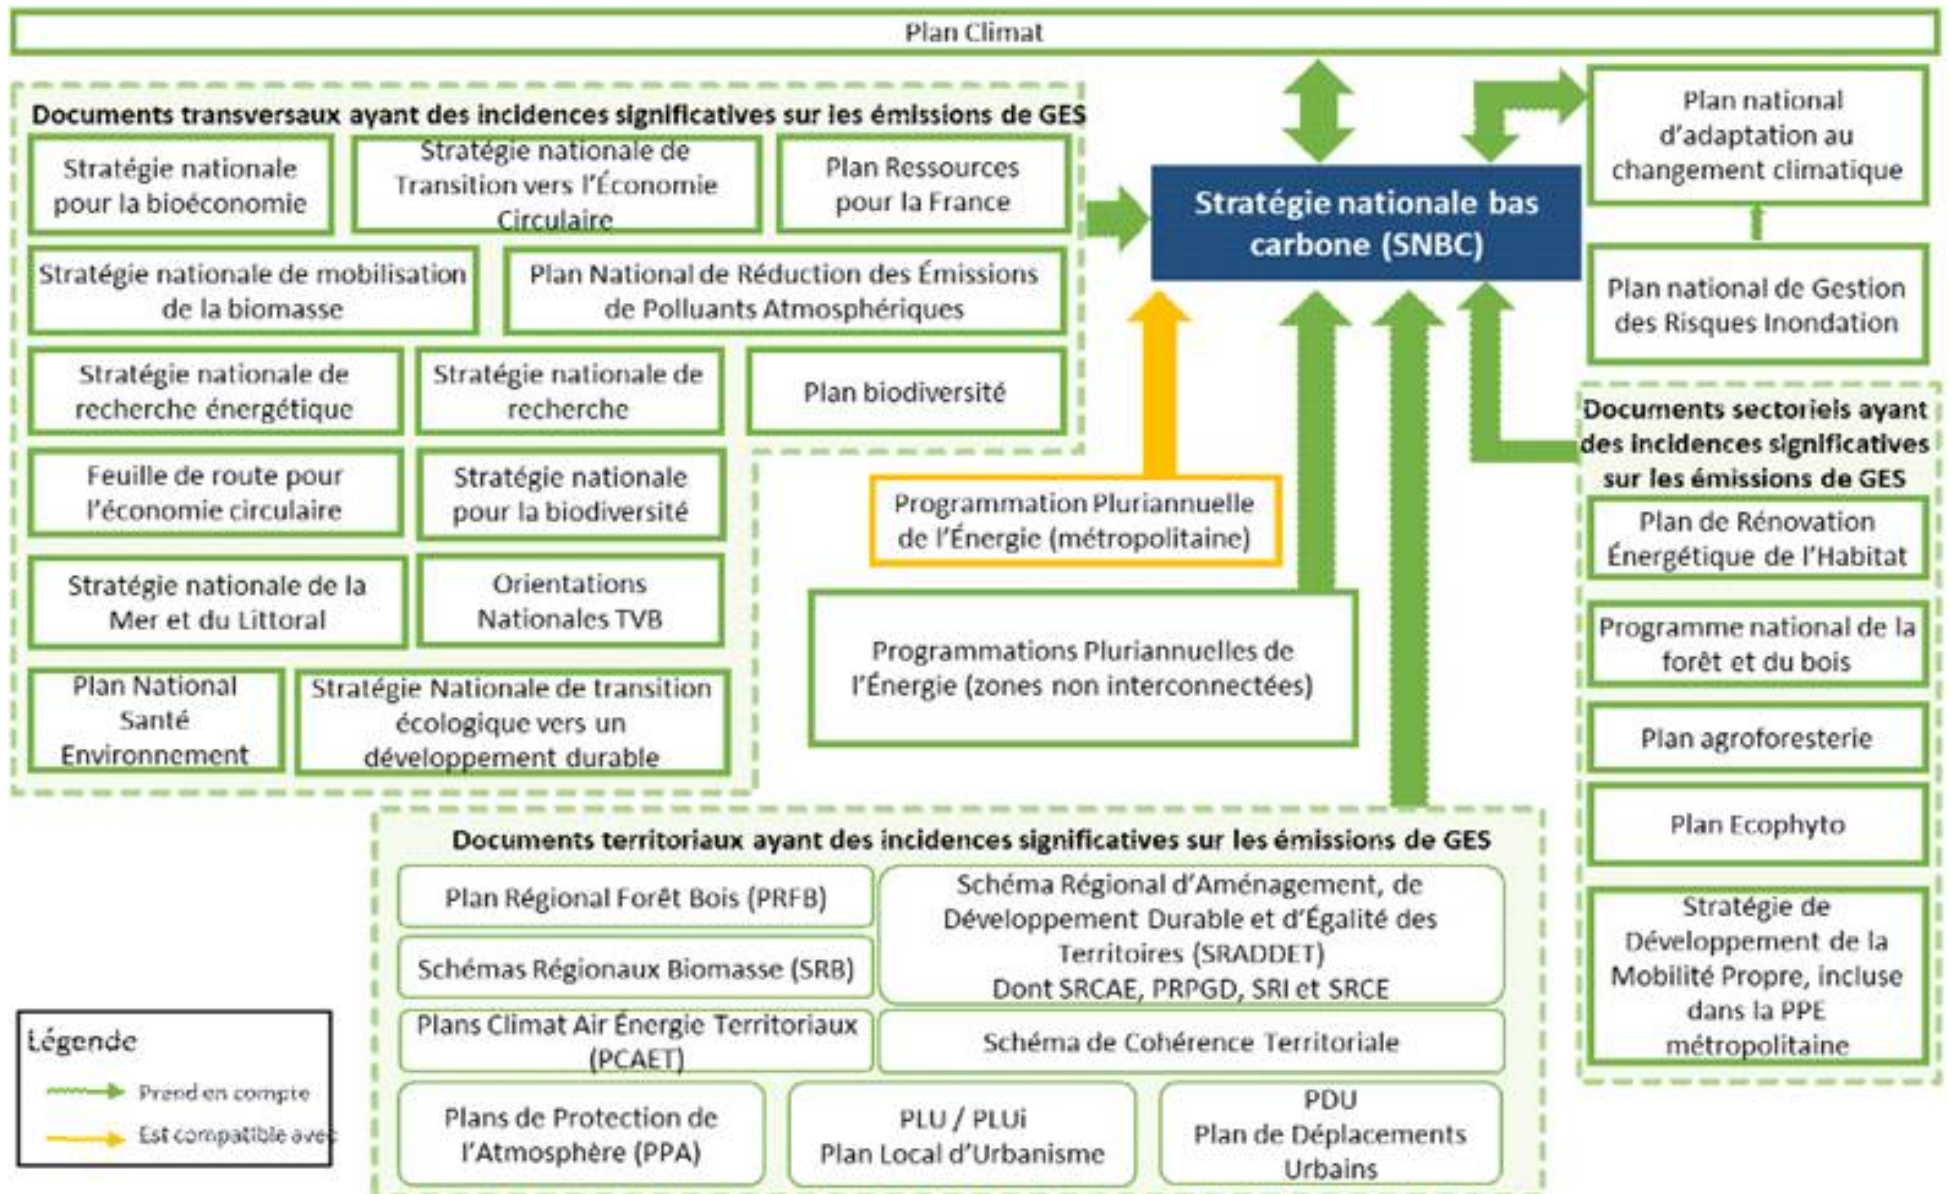 Plan Climat
Documents transversaux ayant des incidences significatives sur les émissions de GES
Stratégie nationale
pour la bioéconomie
Stratégie nationale de
Transition vers l'Économie
Circulaire
Plan Ressources
pour la France
Stratégie nationale de mobilisation
de la biomasse
Plan National de Réduction des Émissions
de Polluants Atmosphériques
Stratégie nationale de
recherche énergétique
Stratégie nationale de
recherche
Plan biodiversité
Feuille de route pour
l'économie circulaire
Stratégie nationale
pour la biodiversité
Stratégie nationale de la
Mer et du Littoral
Orientations
Nationales TVB
Plan National
Santé
Environnement
Stratégie Nationale de transition
écologique vers un
développement durable
Stratégie nationale bas
carbone (SNBC)
Plan national
d'adaptation au
changement climatique
Plan national de Gestion
des Risques Inondation
Programmation Pluriannuelle
de l'Énergie (métropolitaine)
Programmations Pluriannuelles de
l'Énergie (zones non interconnectées)
Documents sectoriels ayant
des incidences significatives
sur les émissions de GES
Plan de Rénovation
Énergétique de l'Habitat
Programme national de la
forêt et du bois
Plan agroforesterie
Plan Ecophyto
Stratégie de
Développement de la
Mobilité Propre, incluse
dans la PPE
métropolitaine
Documents territoriaux ayant des incidences significatives sur les émissions de GES
Plan Régional Forêt Bois (PRFB)
Schémas Régionaux Biomasse (SRB)
Schéma Régional d'Aménagement, de
Développement Durable et d'Égalité des
Territoires (SRADDET)
Dont SRCAE, PRPGD, SRI et SRCE
Plans Climat Air Énergie Territoriaux
(PCAET)
Schéma de Cohérence Territoriale
Plans de Protection de
l'Atmosphère (PPA)
PLU / PLUi
Plan Local d'Urbanisme
PDU
Plan de Déplacements
Urbains
Légende
Prend en compte
Est compatible avec